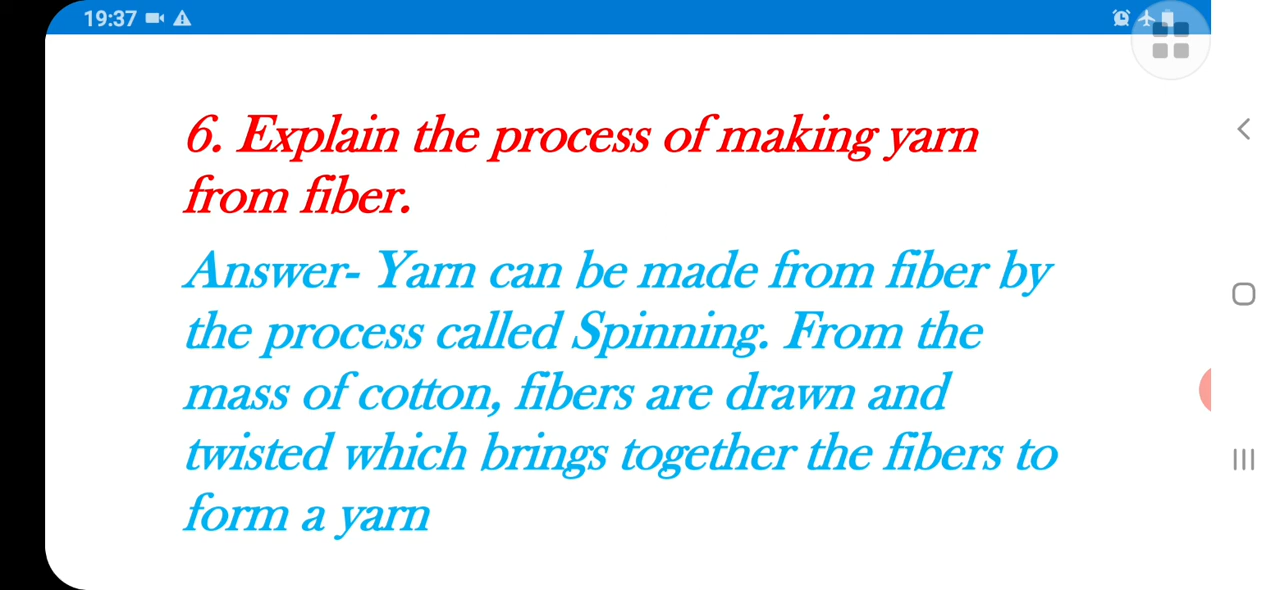 19:37
6. Explain the process of making yarn
from fiber.
Answer- Yarn can be made from fiber by
the process called Spinning. From the
mass of cotton, fibers are drawn and
twisted which brings together the fibers to
form a yarn